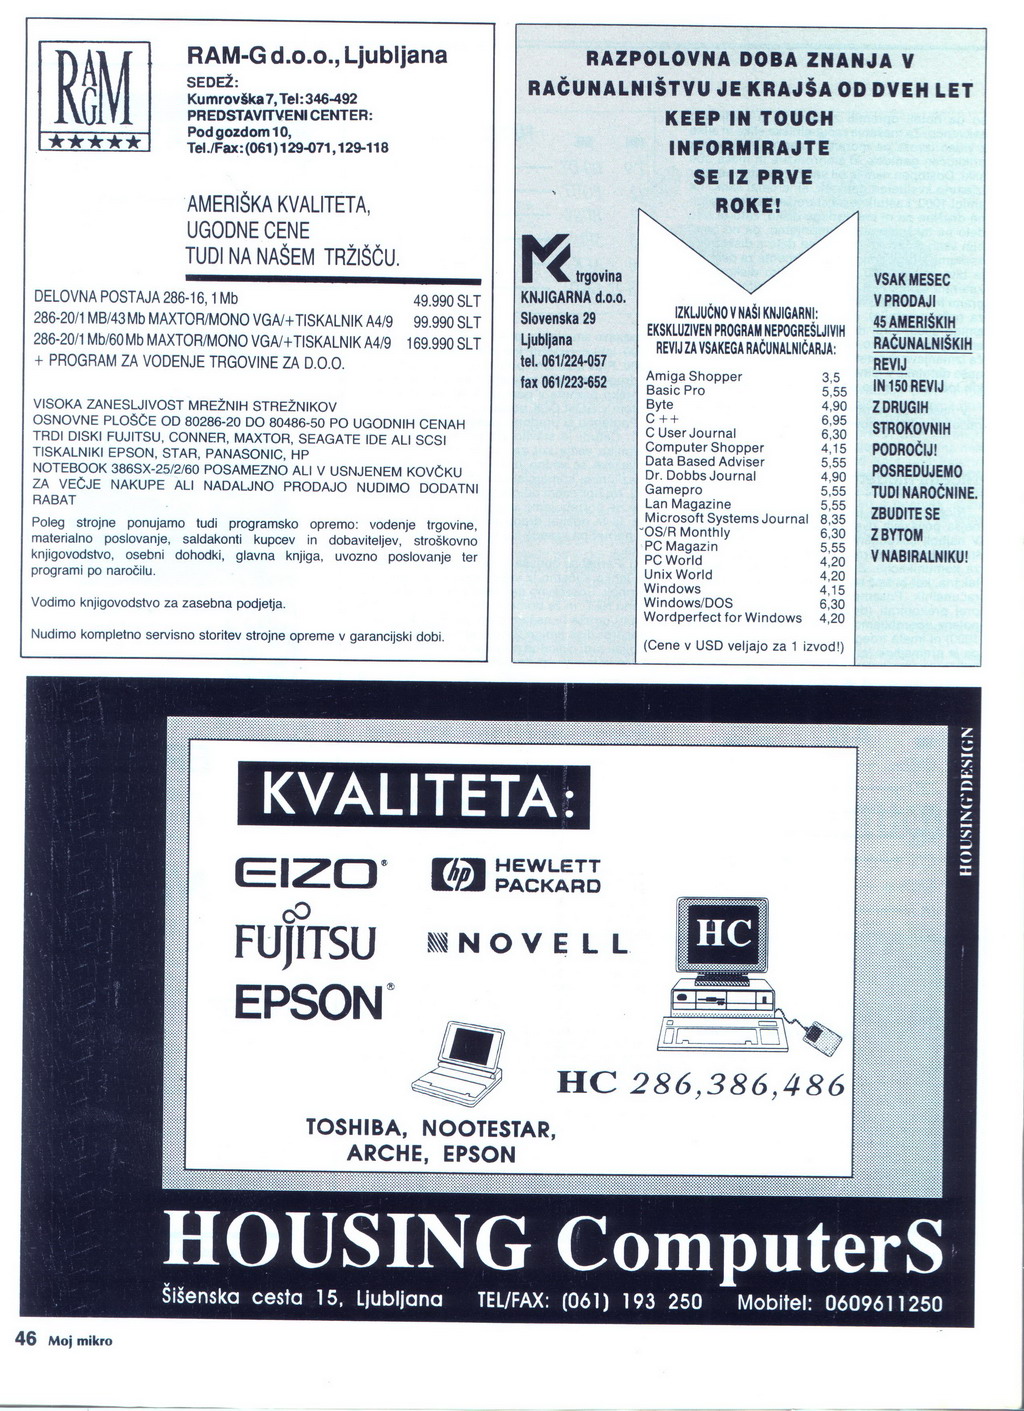 RAM-G
★★★★★
RAM-G d.o.o., Ljubljana
SEDEŽ:
Kumrovška 7, Tel: 346-492
PREDSTAVITVENI CENTER:
Pod gozdom 10,
Tel./Fax: (061) 129-071, 129-118
AMERIŠKA KVALITETA,
UGODNE CENE
TUDI NA NAŠEM TRŽIŠČU.
DELOVNA POSTAJA 286-16, 1 Mb 49.990 SLT
286-20/1 MB/43 Mb MAXTOR/MONO VGA/+TISKALNIK A4/9 99.990 SLT
286-20/1 Mb/60 Mb MAXTOR/MONO VGA/+TISKALNIK A4/9 169.990 SLT
+ PROGRAM ZA VODENJE TRGOVINE ZA D.O.O.
VISOKA ZANESLJIVOST MREŽNIH STREŽNIKOV
OSNOVNE PLOŠČE OD 80286-20 DO 80486-50 PO UGODNIH CENAH
TRDI DISKI FUJITSU, CONNER, MAXTOR, SEAGATE IDE ALI SCSI
TISKALNIKI EPSON, STAR, PANASONIC, HP
NOTEBOOK 386SX-25/2/60 POSAMEZNO ALI V USNJENEM KOVČKU
ZA VEČJE NAKUPE ALI NADALJNO PRODAJO NUDIMO DODATNI
RABAT
Poleg strojne ponujamo tudi programsko opremo: vodenje trgovine,
materialno poslovanje, saldakonti kupcev in dobaviteljev, stroškovno
knjigovodstvo, osebni dohodki, glavna knjiga, uvozno poslovanje ter
programi po naročilu.
Vodimo knjigovodstvo za zasebna podjetja.
Nudimo kompletno servisno storitev strojne opreme v garancijski dobi.
RAZPOLOVNA DOBA ZNANJA V
RAČUNALNIŠTVU JE KRAJŠA OD DVEH LET
KEEP IN TOUCH
INFORMIRAJTE
SE IZ PRVE
ROKE!
MK trgovina
KNJIGARNA d.o.o.
Slovenska 29
Ljubljana
tel. 061/224-057
fax 061/223-652
IZKLJUČNO V NAŠI KNJIGARNI:
EKSKLUZIVEN PROGRAM NEPOGREŠLJIVIH
REVIJ ZA VSAKEGA RAČUNALNIČARJA:
Amiga Shopper 3,5
Basic Pro 5,55
Byte 4,90
C ++ 6,95
C User Journal 6,30
Computer Shopper 4,15
Data Based Adviser 5,55
Dr. Dobbs Journal 4,90
Gamepro 5,55
Lan Magazine 5,55
Microsoft Systems Journal 8,35
OS/R Monthly 6,30
PC Magazin 5,55
PC World 4,20
Unix World 4,20
Windows 4,15
Windows/DOS 6,30
Wordperfect for Windows 4,20
(Cene v USD veljajo za 1 izvod!)
VSAK MESEC
V PRODAJI
45 AMERIŠKIH
RAČUNALNIŠKIH
REVIJ
IN 150 REVIJ
Z DRUGIH
STROKOVNIH
PODROČIJ!
POSREDUJEMO
TUDI NAROČNINE.
ZBUDITE SE
Z BYTOM
V NABIRALNIKU!
HOUSING'DESIGN
KVALITETA:
EIZO®
hp HEWLETT
PACKARD
FUJITSU
NOVELL
EPSON®
HC
HC 286,386,486
TOSHIBA, NOOTESTAR,
ARCHE, EPSON
HOUSING ComputerS
Šišenska cesta 15, Ljubljana TEL/FAX: (061) 193 250 Mobitel: 0609611250
46 Moj mikro